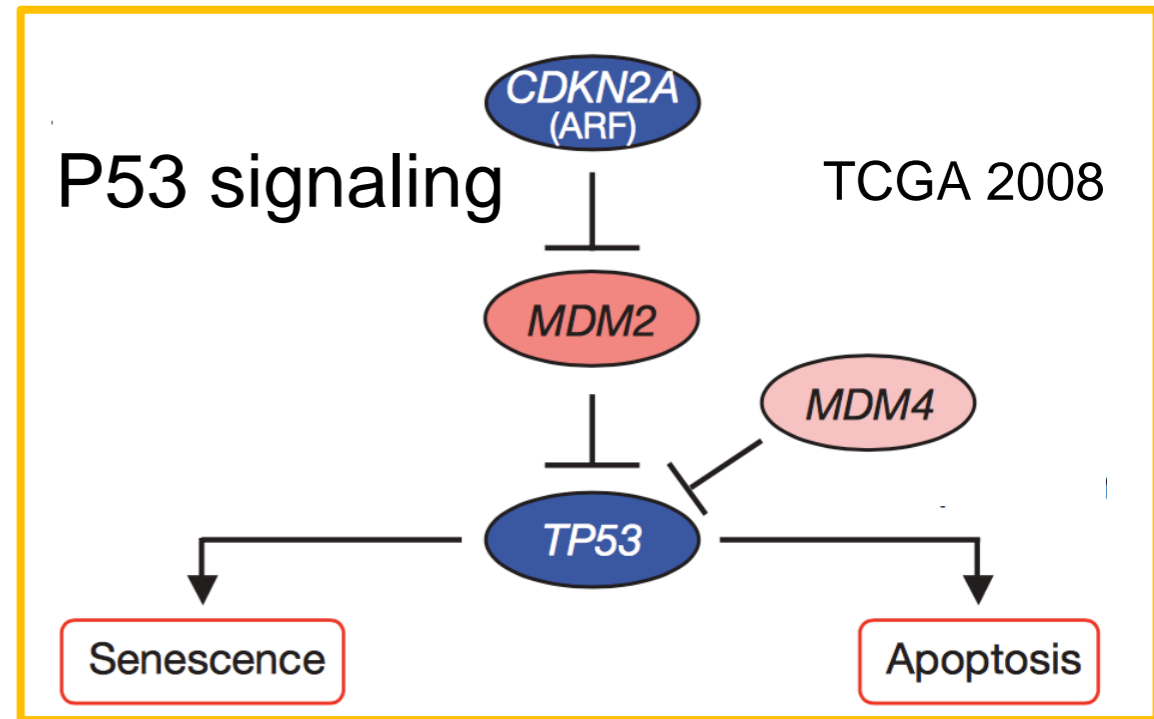 CDKN2A
(ARF)
P53 signaling
TCGA 2008
MDM2
MDM4
TP53
Senescence
Apoptosis